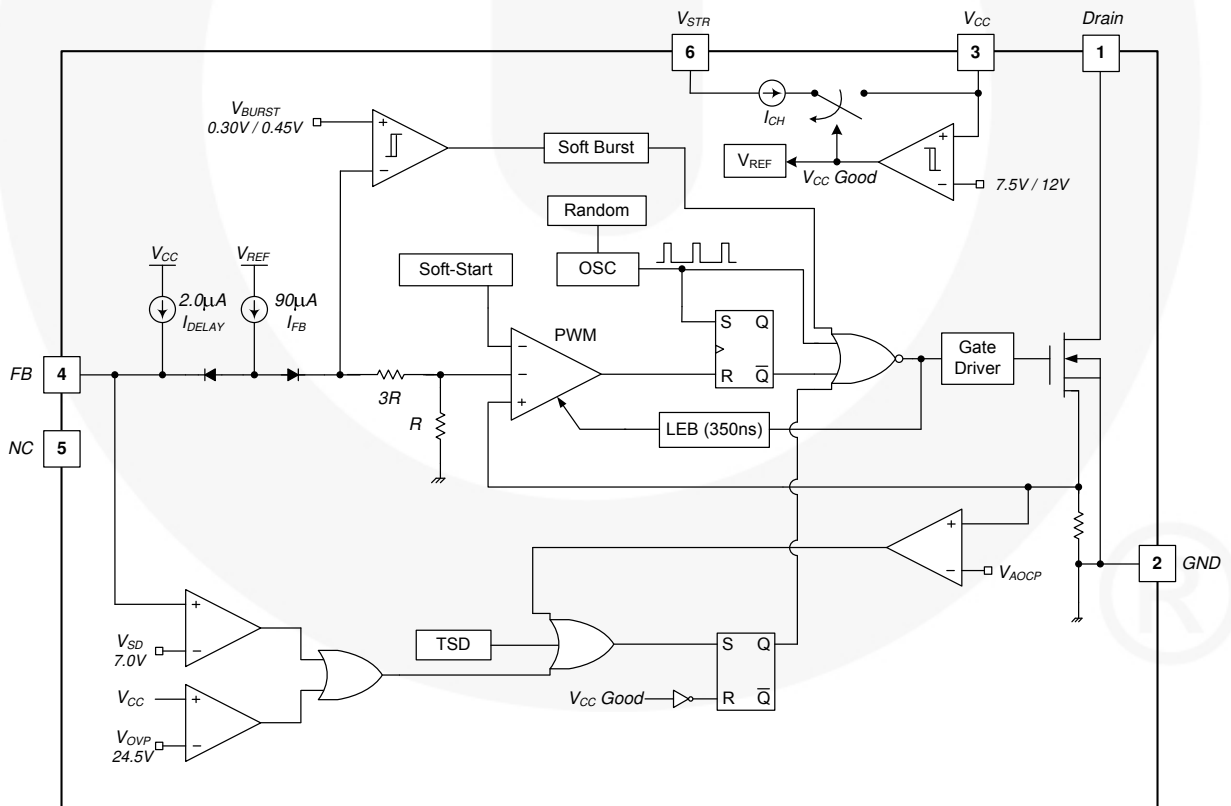 VSTR
VCC
Drain
6
3
1
VBURST
0.30V / 0.45V
+
−
Soft Burst
ICH
VREF
VCC Good
+
−
7.5V / 12V
Random
OSC
Soft-Start
VCC
VREF
2.0µA
IDELAY
90µA
IFB
PWM
−
−
+
S Q
R Q
Gate
Driver
FB
4
3R
R
LEB (350ns)
NC
5
+
−
VAOCP
2
GND
+
−
VSD
7.0V
TSD
S Q
R Q
VCC Good
VCC
+
−
VOVP
24.5V
®